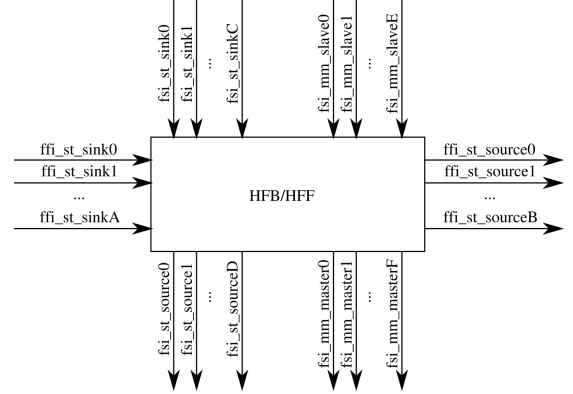 fsi_st_sink0
fsi_st_sink1
...
fsi_st_sinkC
fsi_mm_slave0
fsi_mm_slave1
...
fsi_mm_slaveE
ffi_st_sink0
ffi_st_sink1
...
ffi_st_sinkA
HFB/HFF
ffi_st_source0
ffi_st_source1
...
ffi_st_sourceB
fsi_st_source0
fsi_st_source1
...
fsi_st_sourceD
fsi_mm_master0
fsi_mm_master1
...
fsi_mm_masterF